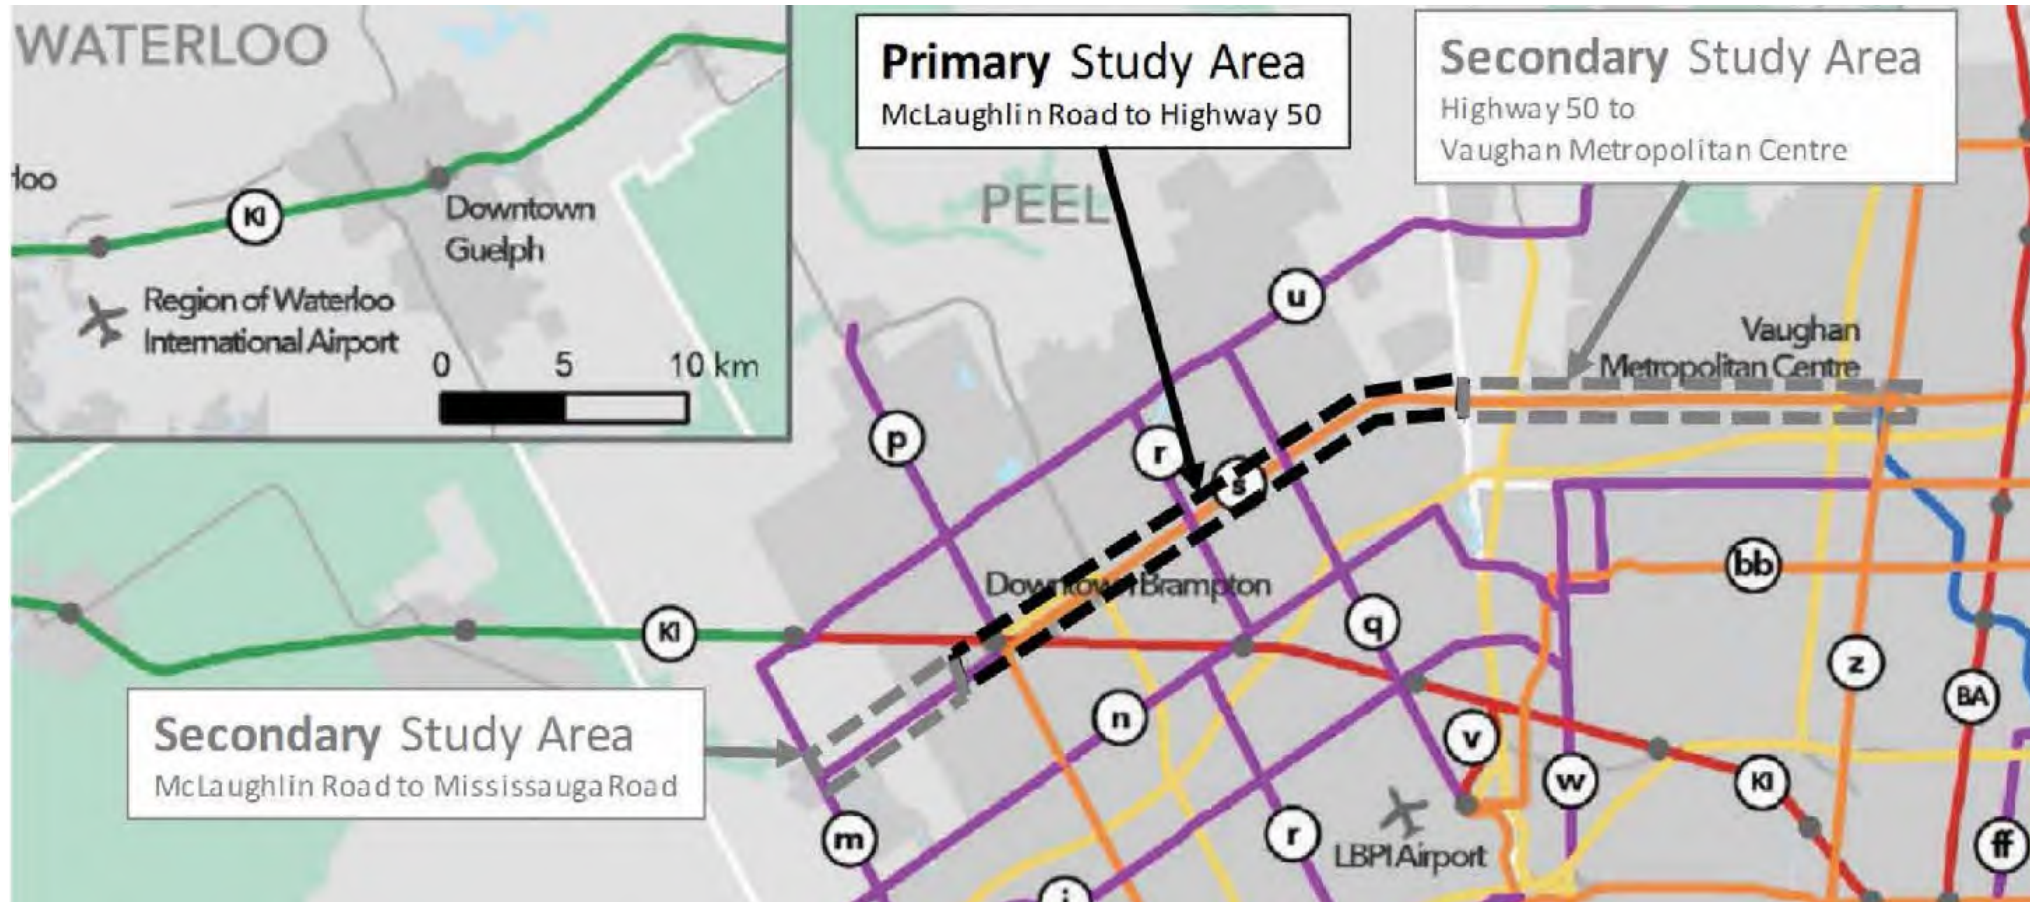 WATERLOO
loo
KI
Downtown
Guelph
Region of Waterloo
International Airport
0 5 10 km
Primary Study Area
McLaughlin Road to Highway 50
Secondary Study Area
Highway 50 to
Vaughan Metropolitan Centre
PEEL
u
Vaughan
Metropolitan Centre
p
r
s
Downtown Brampton
bb
KI
q
z
BA
Secondary Study Area
McLaughlin Road to Mississauga Road
n
v
w
KI
m
r
LBPI Airport
ff